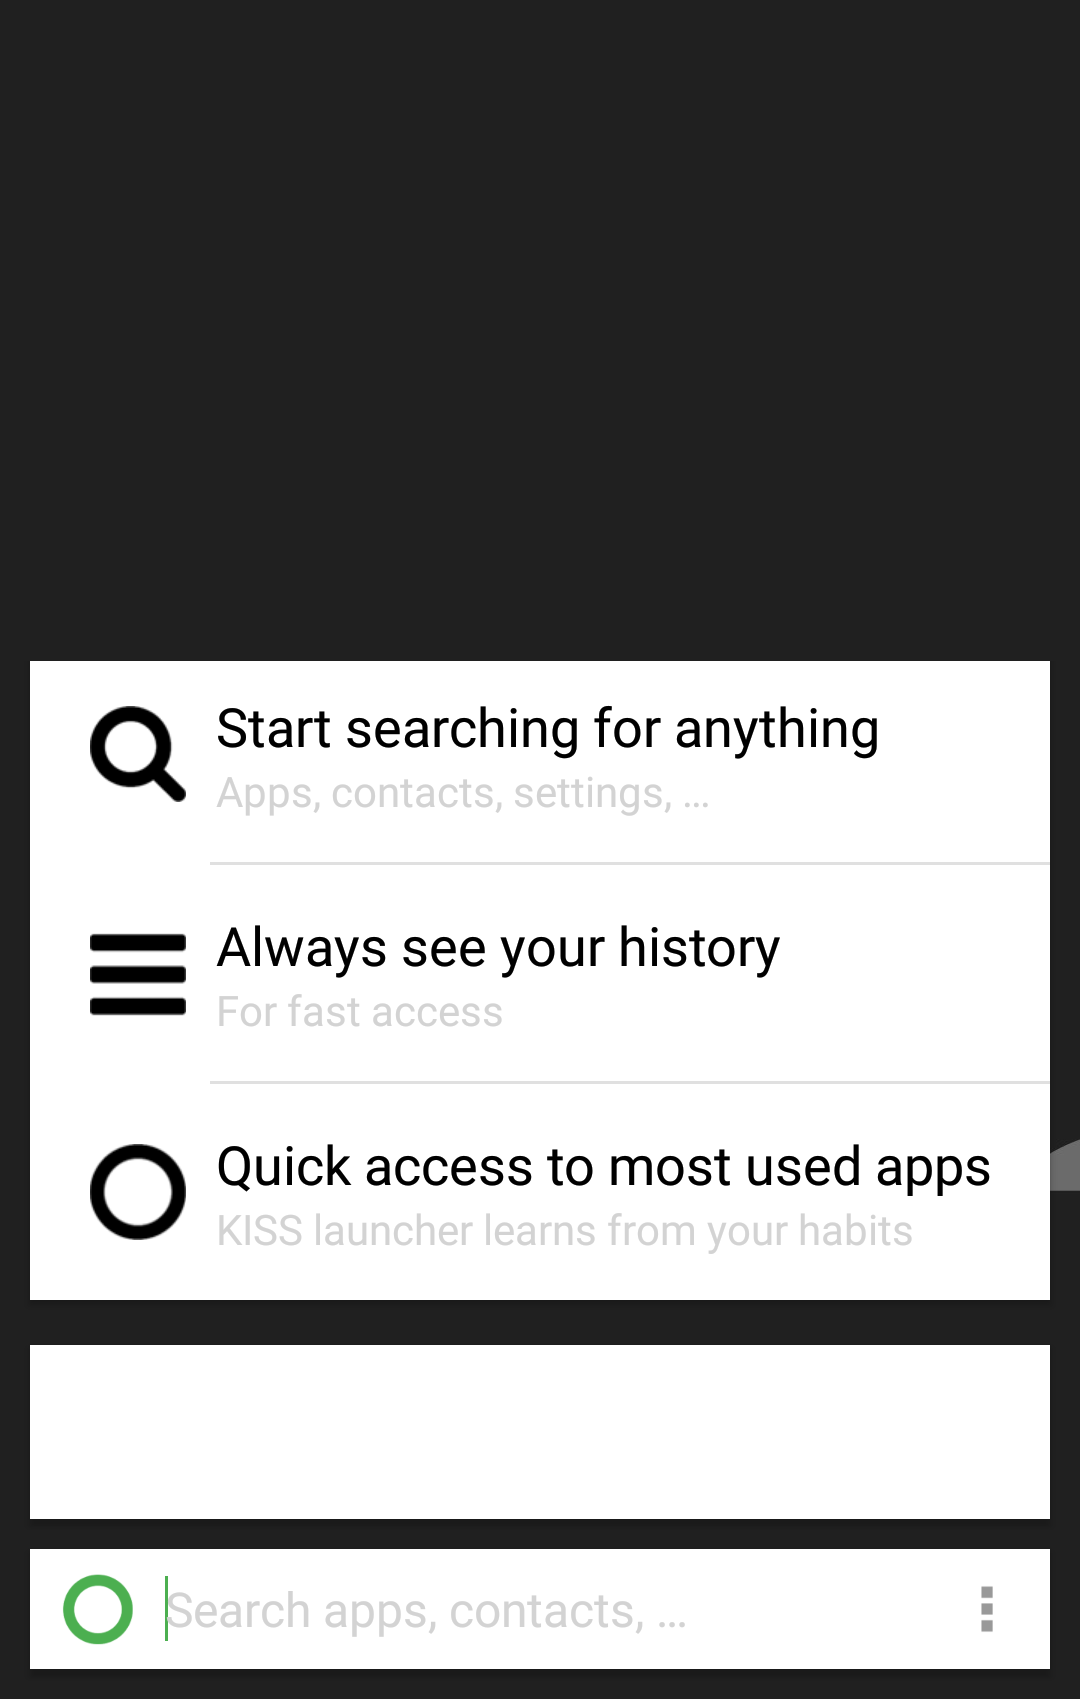 Start searching for anything
Apps, contacts, settings, ...
Always see your history
For fast access
Quick access to most used apps
KISS launcher learns from your habits
Search apps, contacts, ...